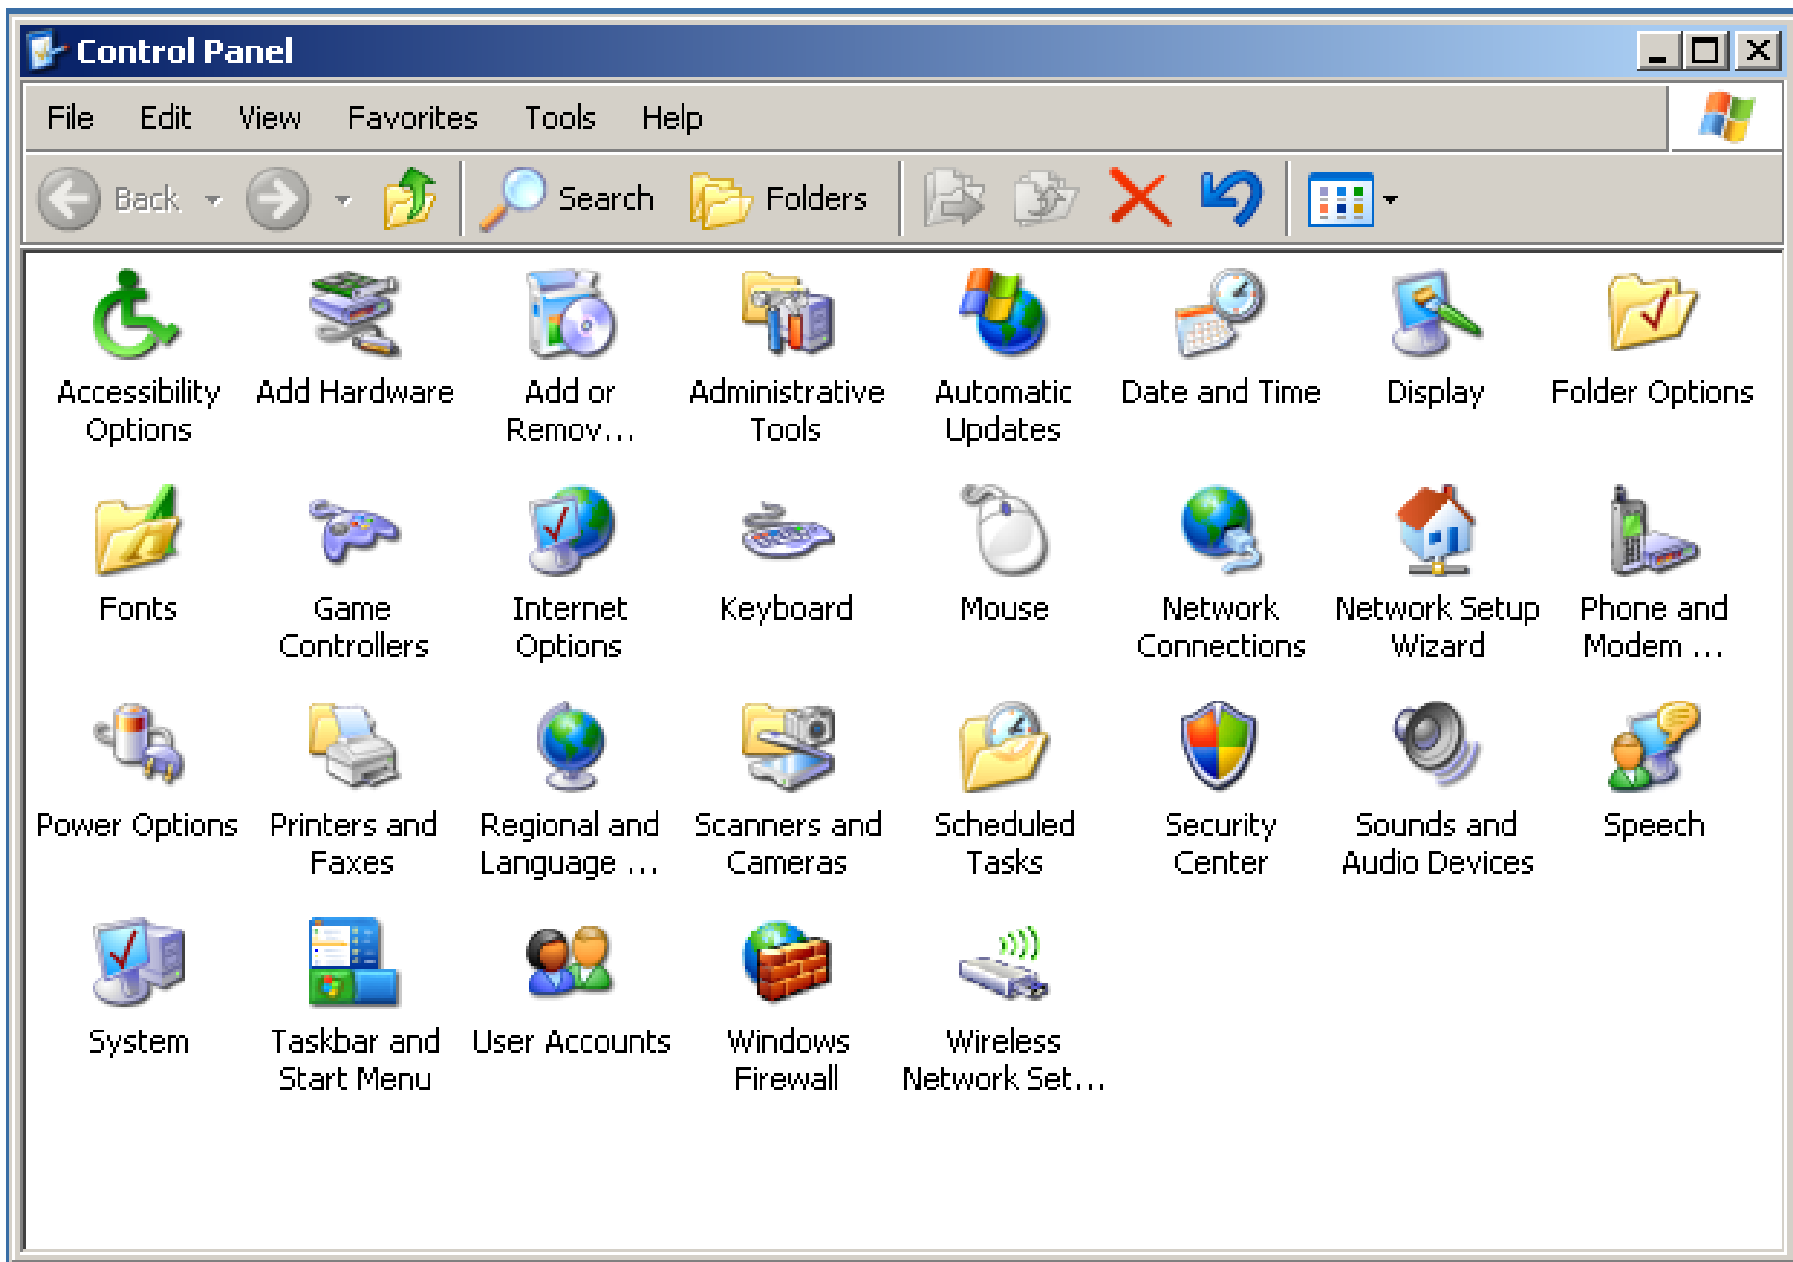 Control Panel
File Edit View Favorites Tools Help
Back Search Folders
Accessibility Options
Add Hardware
Add or Remov...
Administrative Tools
Automatic Updates
Date and Time
Display
Folder Options
Fonts
Game Controllers
Internet Options
Keyboard
Mouse
Network Connections
Network Setup Wizard
Phone and Modem ...
Power Options
Printers and Faxes
Regional and Language ...
Scanners and Cameras
Scheduled Tasks
Security Center
Sounds and Audio Devices
Speech
System
Taskbar and Start Menu
User Accounts
Windows Firewall
Wireless Network Set...